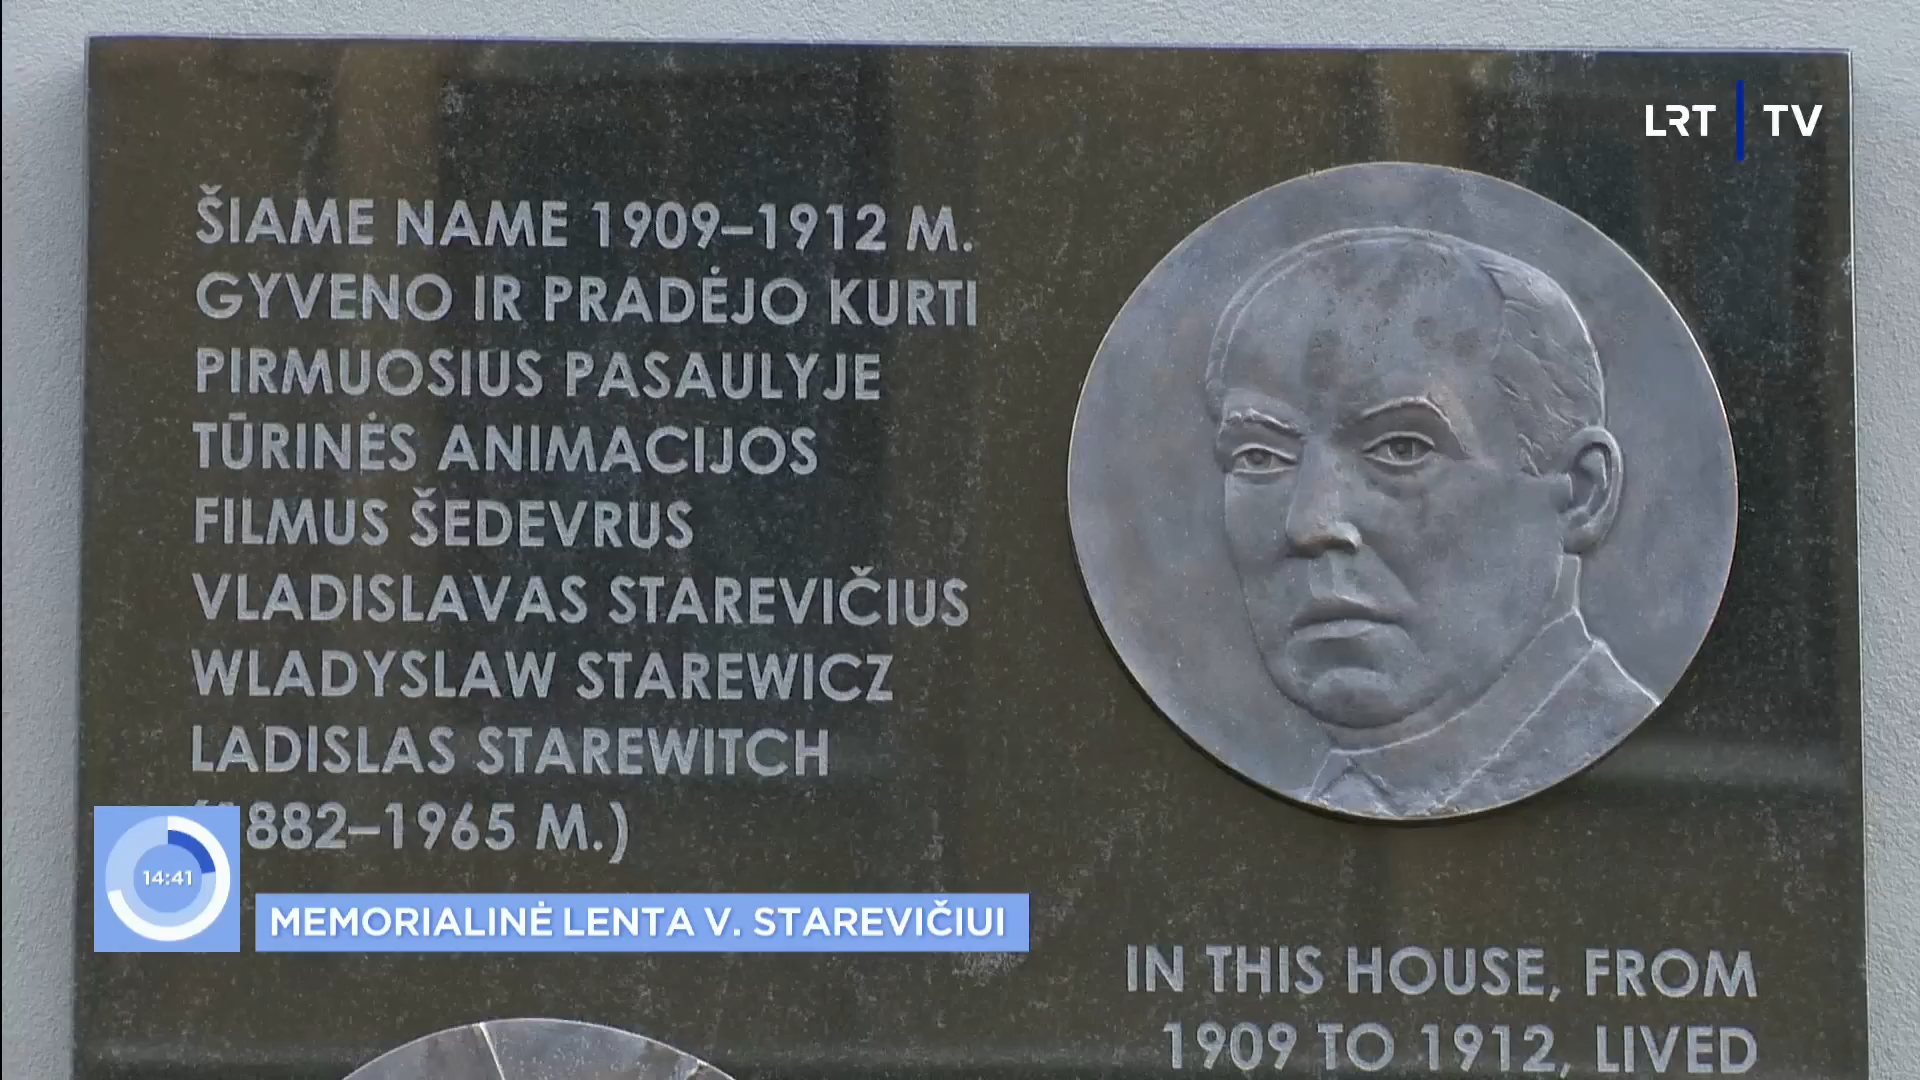 LRT TV
ŠIAME NAME 1909–1912 M.
GYVENO IR PRADĖJO KURTI
PIRMUOSIUS PASAULYJE
TŪRINĖS ANIMACIJOS
FILMUS ŠEDEVRUS
VLADISLAVAS STAREVIČIUS
WLADYSLAW STAREWICZ
LADISLAS STAREWITCH
882–1965 M.)
14:41
MEMORIALINĖ LENTA V. STAREVIČIUI
IN THIS HOUSE, FROM
1909 TO 1912, LIVED